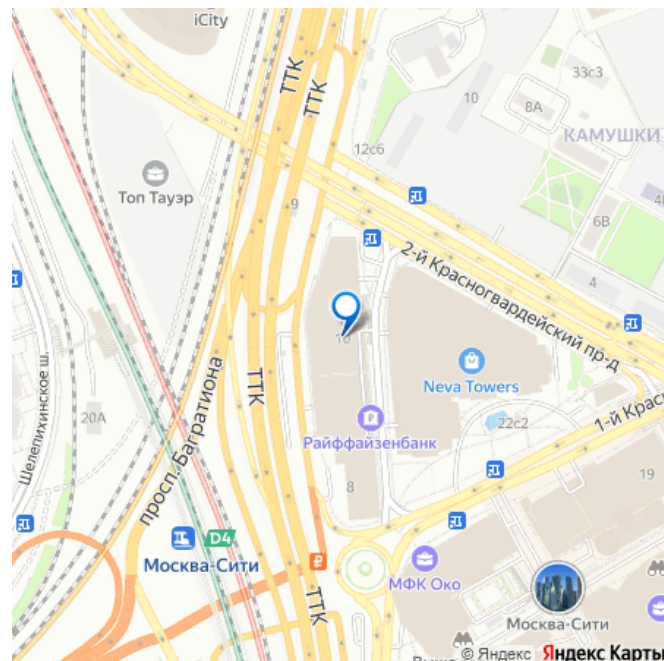 iCity
ТТК
ТТК
33с3
10
8А
12с6
КАМУШКИ
Топ Тауэр
9
6В
2-й Красногвардейский пр-д
4
Neva Towers
Шелепихинское ш.
просп. Багратиона
ТТК
20А
Райффайзенбанк
22с2
1-й Крас
8
19
D4
Москва-Сити
МФК Око
ТТК
Москва-Сити
© Яндекс Яндекс Карты